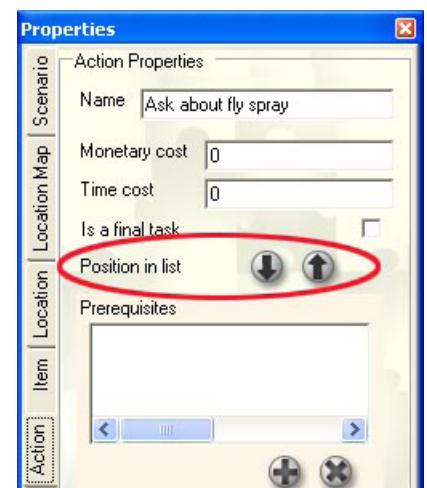 Properties
Scenario
Location Map
Location
Item
Action
Action Properties
Name Ask about fly spray
Monetary cost 0
Time cost 0
Is a final task
Position in list
Prerequisites